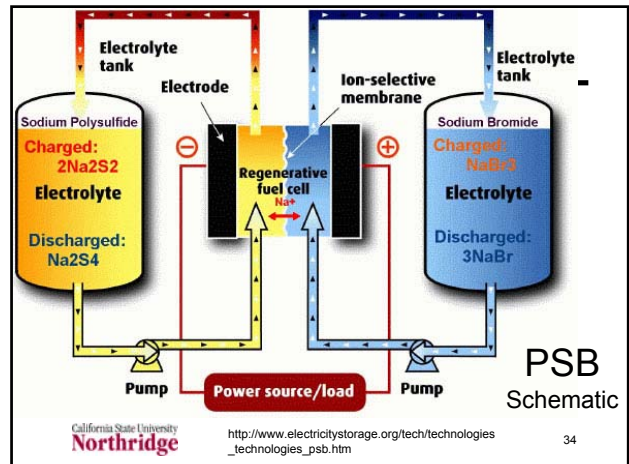 Electrolyte
tank
Electrode
Ion-selective
membrane
Electrolyte
tank
Sodium Polysulfide
Charged:
2Na2S2
Electrolyte
Discharged:
Na2S4
⊖
⊕
Regenerative
fuel cell
Na+
Sodium Bromide
Charged:
NaBr3
Electrolyte
Discharged:
3NaBr
Pump
Power source/load
Pump
PSB
Schematic
California State University
Northridge
http://www.electricitystorage.org/tech/technologies
_technologies_psb.htm
34